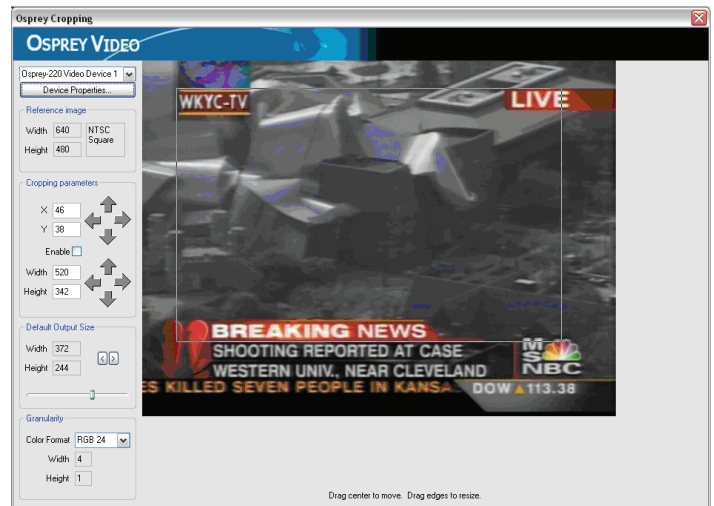 Osprey Cropping
OSPREY VIDEO
Osprey-220 Video Device 1
Device Properties...
Reference image
Width 640 NTSC
Square
Height 480
Cropping parameters
X 46
Y 38
Enable
Width 520
Height 342
Default Output Size
Width 372
< >
Height 244
Granularity
Color Format RGB 24
Width 4
Height 1
WKYC-TV
LIVE
BREAKING NEWS
SHOOTING REPORTED AT CASE
WESTERN UNIV., NEAR CLEVELAND
MS
NBC
ES KILLED SEVEN PEOPLE IN KANSA
DOW ▲113.38
Drag center to move. Drag edges to resize.